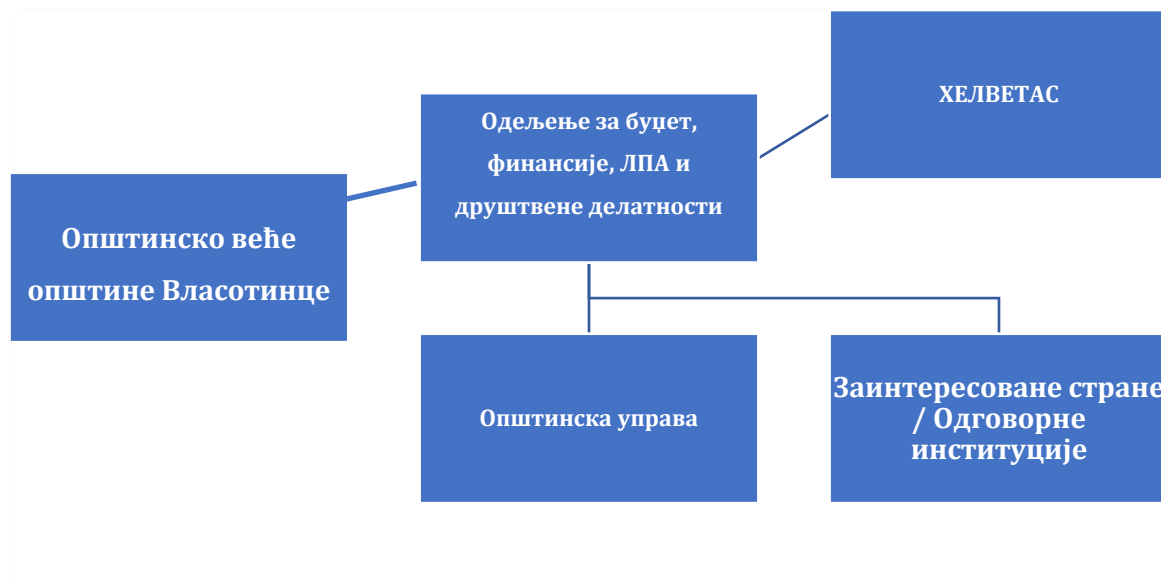 ХЕЛВЕТАС
Одељење за буџет,
финансије, ЛПА и
друштвене делатности
Општинско веће
општине Власотинце
Општинска управа
Заинтересоване стране
/ Одговорне
институције